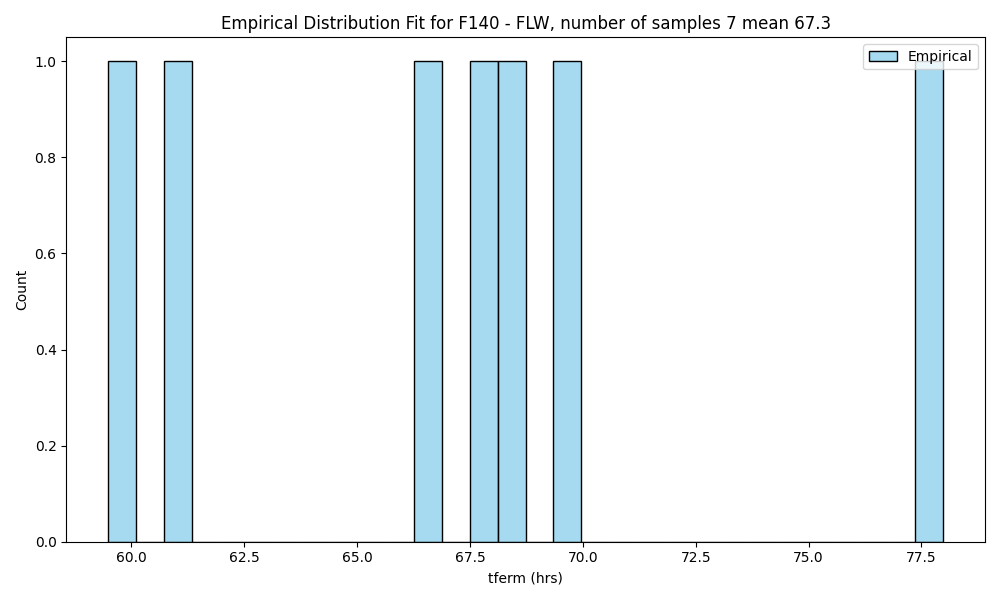 Empirical Distribution Fit for F140 - FLW, number of samples 7 mean 67.3
Empirical
1.0
0.8
0.6
0.4
0.2
0.0
Count
60.0 62.5 65.0 67.5 70.0 72.5 75.0 77.5
tferm (hrs)